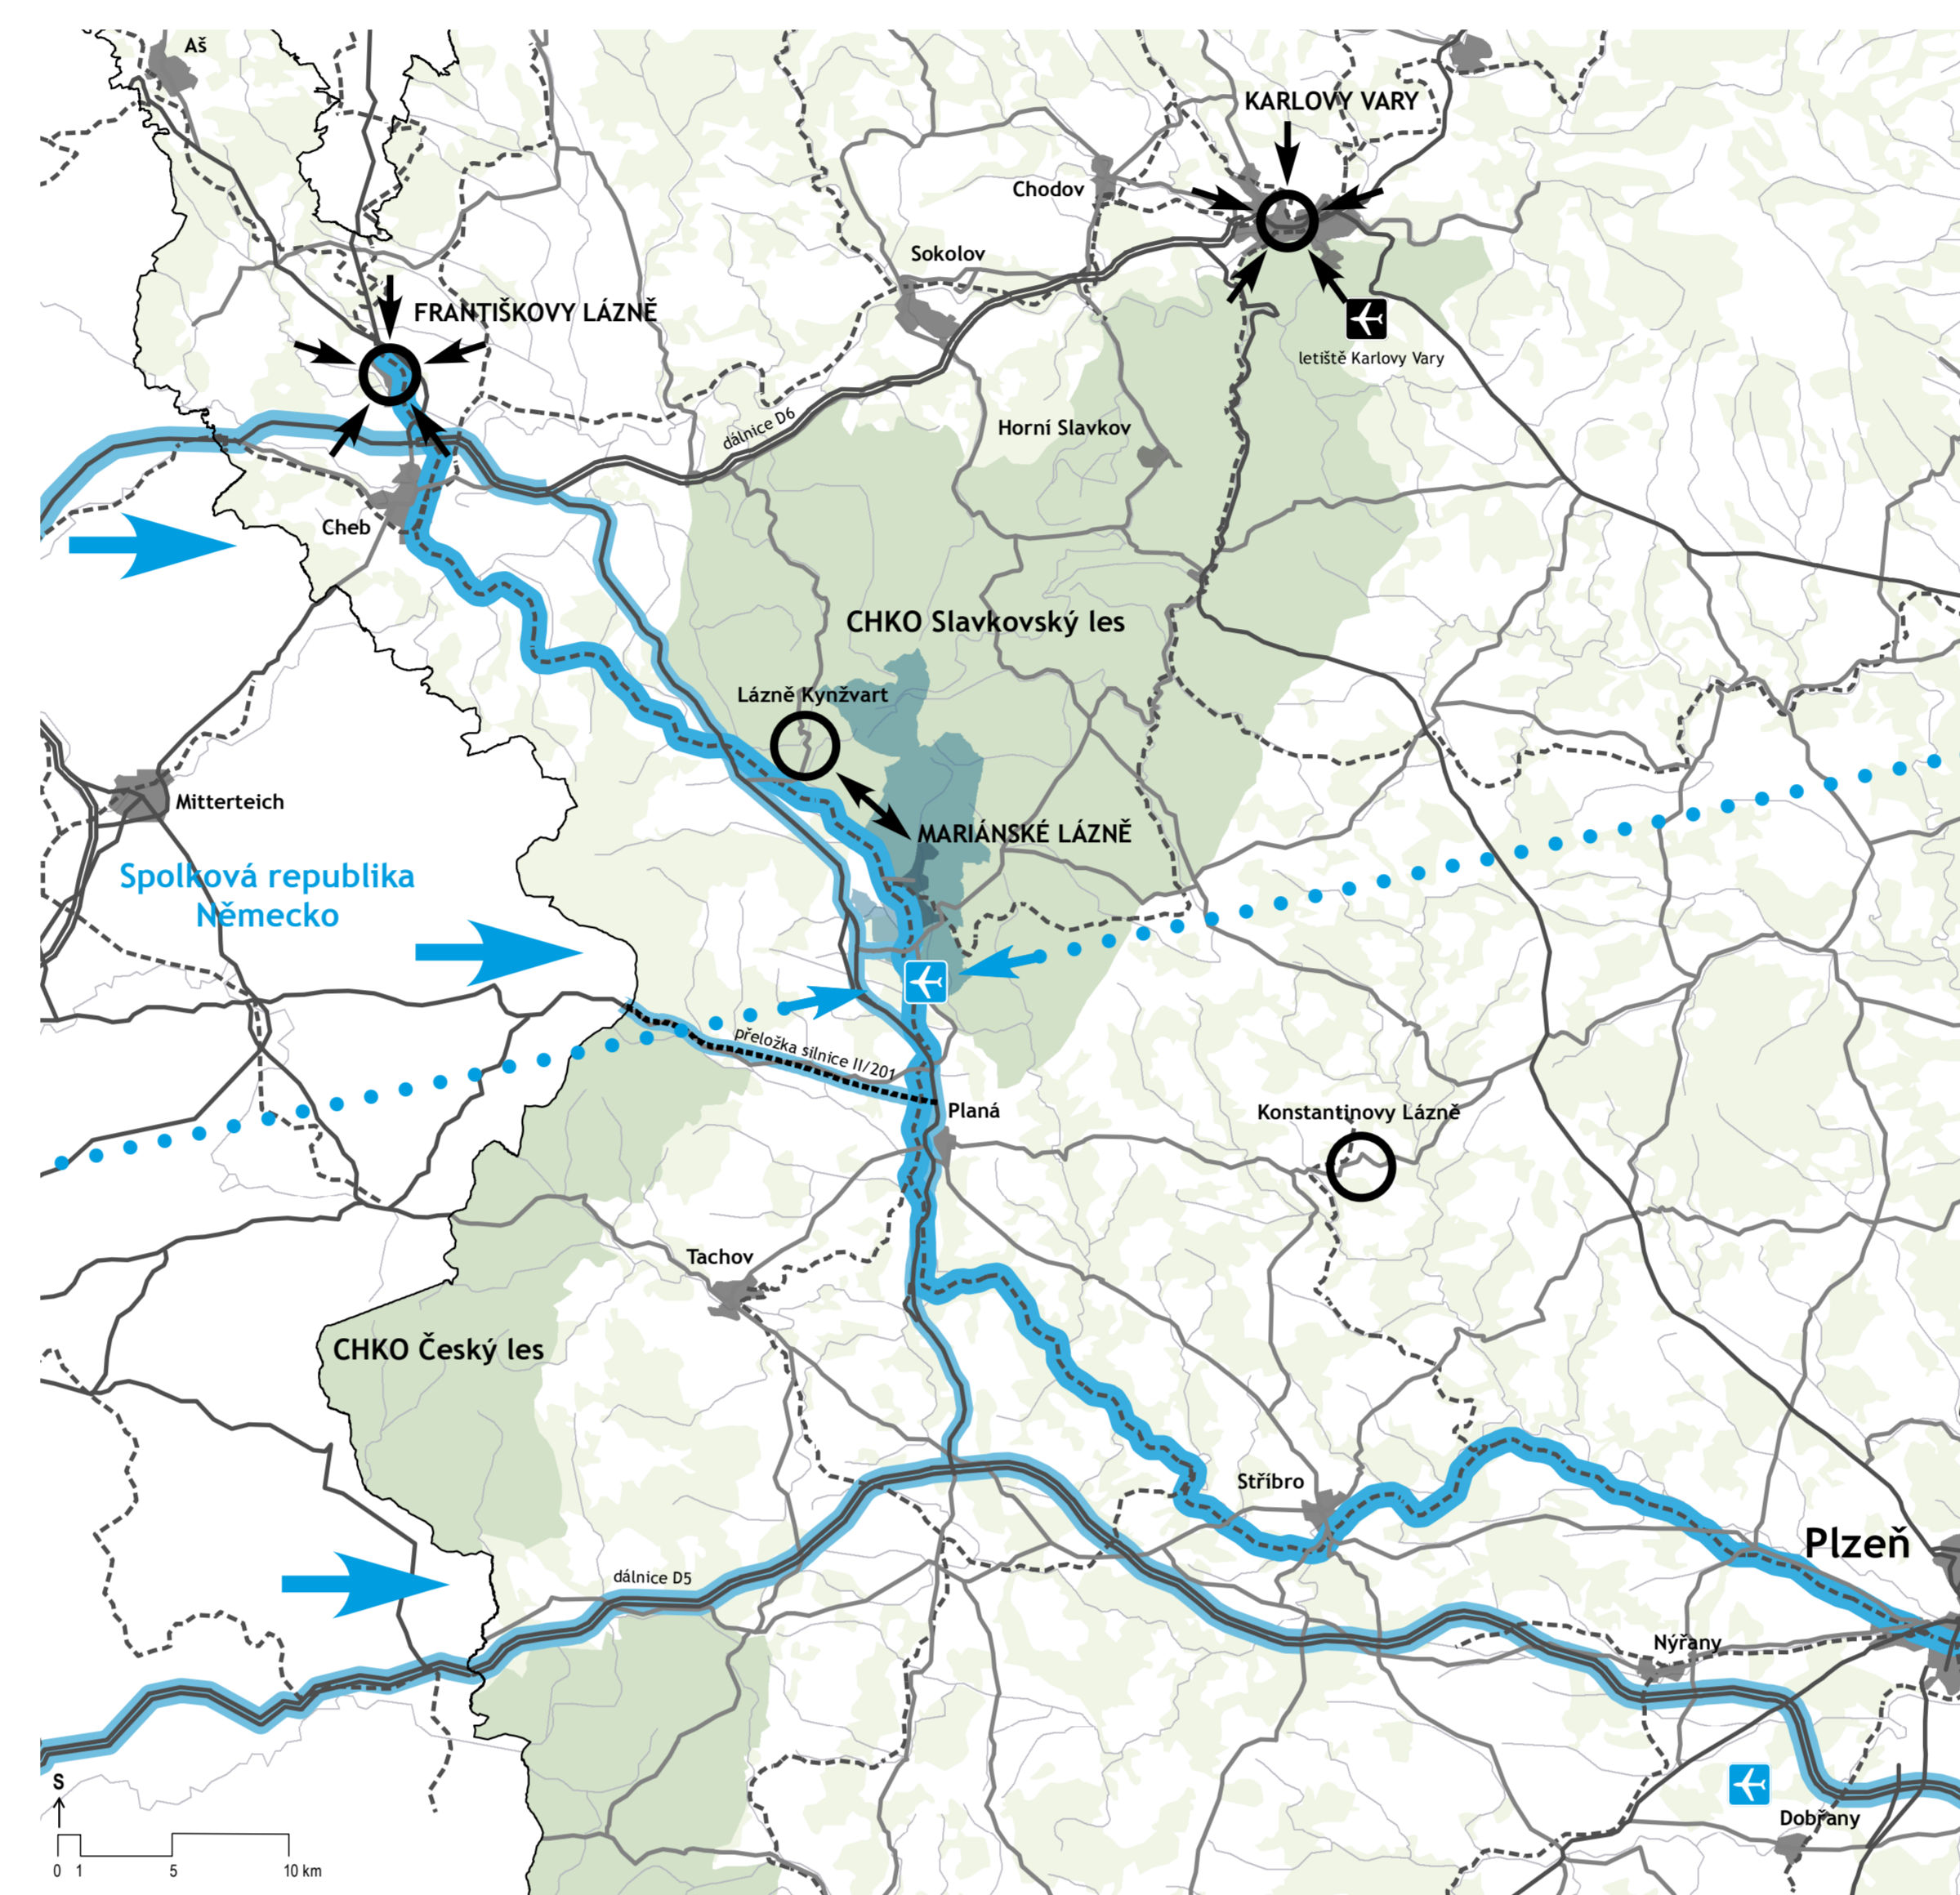 Aš
KARLOVY VARY
Chodov
Sokolov
FRANTIŠKOVY LÁZNĚ
letiště Karlovy Vary
dálnice D6
Horní Slavkov
Cheb
CHKO Slavkovský les
Lázně Kynžvart
Mitterteich
MARIÁNSKÉ LÁZNĚ
Spolková republika
Německo
přeložka silnice II/201
Planá
Konstantinovy Lázně
Tachov
CHKO Český les
Stříbro
Plzeň
dálnice D5
Nýřany
S
Dobřany
0 1 5 10 km